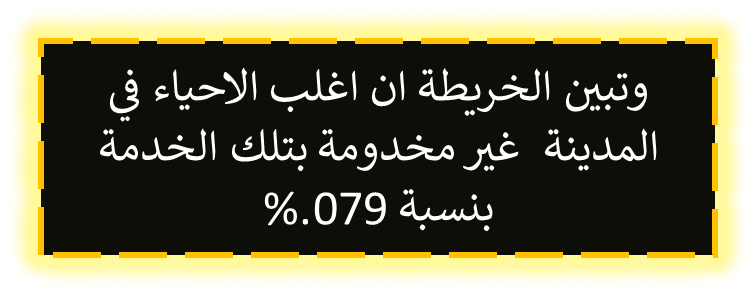 وتبين الخريطة ان اغلب الاحياء في
المدينة  غير مخدومة بتلك الخدمة
بنسبة 079.%